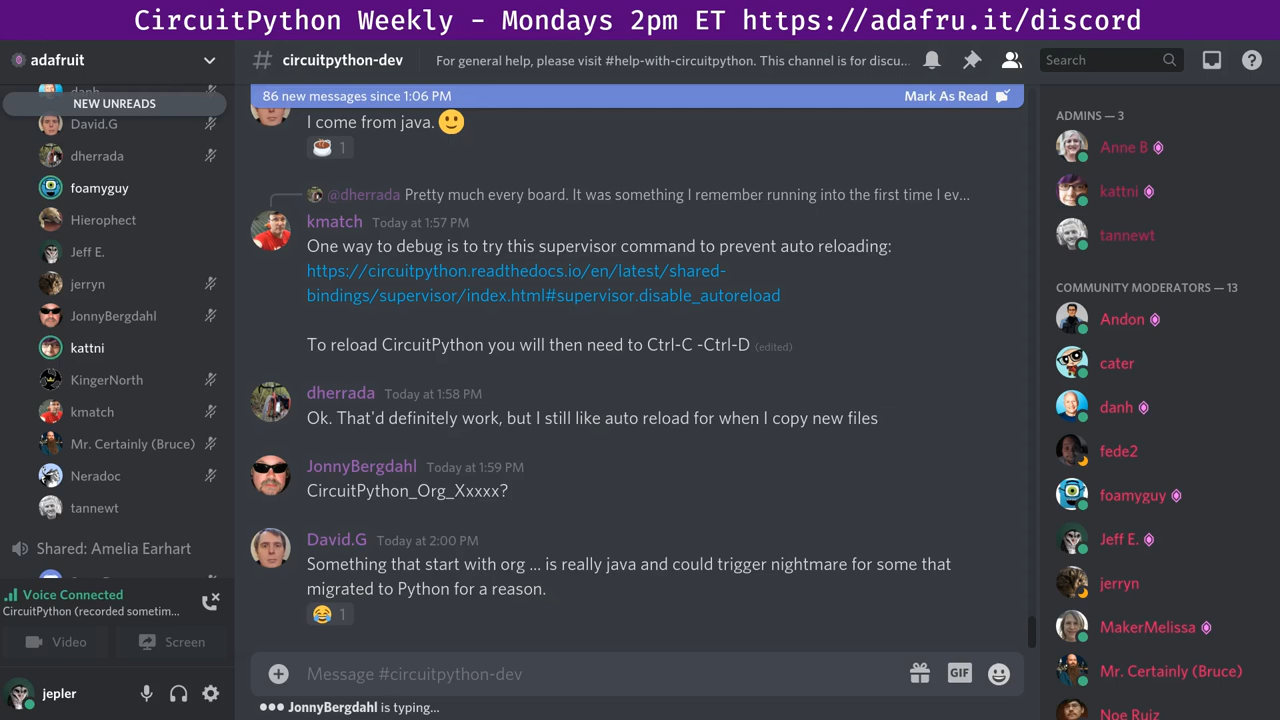 CircuitPython Weekly - Mondays 2pm ET https://adafru.it/discord
adafruit
danh
NEW UNREADS
David.G
dherrada
foamyguy
Hierophect
Jeff E.
jerryn
JonnyBergdahl
kattni
KingerNorth
kmatch
Mr. Certainly (Bruce)
Neradoc
tannewt
Shared: Amelia Earhart
Voice Connected
CircuitPython (recorded sometim...
Video
Screen
jepler
# circuitpython-dev
For general help, please visit #help-with-circuitpython. This channel is for discu...
Search
86 new messages since 1:06 PM
Mark As Read
I come from java.
1
@dherrada Pretty much every board. It was something I remember running into the first time I ev...
kmatch Today at 1:57 PM
One way to debug is to try this supervisor command to prevent auto reloading:
https://circuitpython.readthedocs.io/en/latest/shared-
bindings/supervisor/index.html#supervisor.disable_autoreload
To reload CircuitPython you will then need to Ctrl-C -Ctrl-D (edited)
dherrada Today at 1:58 PM
Ok. That'd definitely work, but I still like auto reload for when I copy new files
JonnyBergdahl Today at 1:59 PM
CircuitPython_Org_Xxxxx?
David.G Today at 2:00 PM
Something that start with org ... is really java and could trigger nightmare for some that
migrated to Python for a reason.
1
Message #circuitpython-dev
GIF
JonnyBergdahl is typing...
ADMINS — 3
Anne B
kattni
tannewt
COMMUNITY MODERATORS — 13
Andon
cater
danh
fede2
foamyguy
Jeff E.
jerryn
MakerMelissa
Mr. Certainly (Bruce)
Noe Ruiz